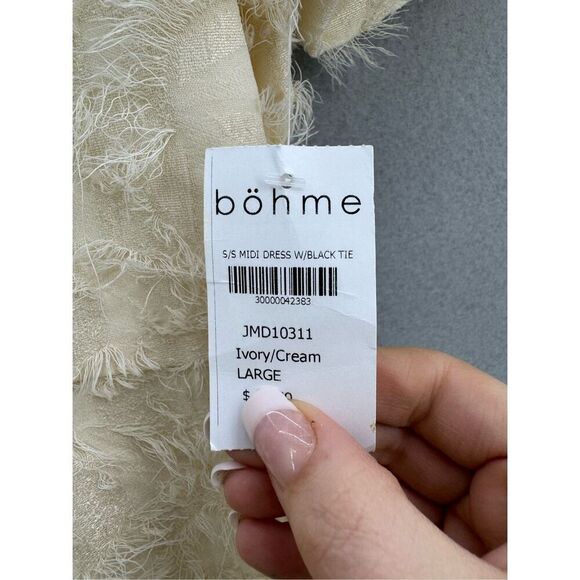 böhme
S/S MIDI DRESS W/BLACK TIE
30000042383
JMD10311
Ivory/Cream
LARGE
$